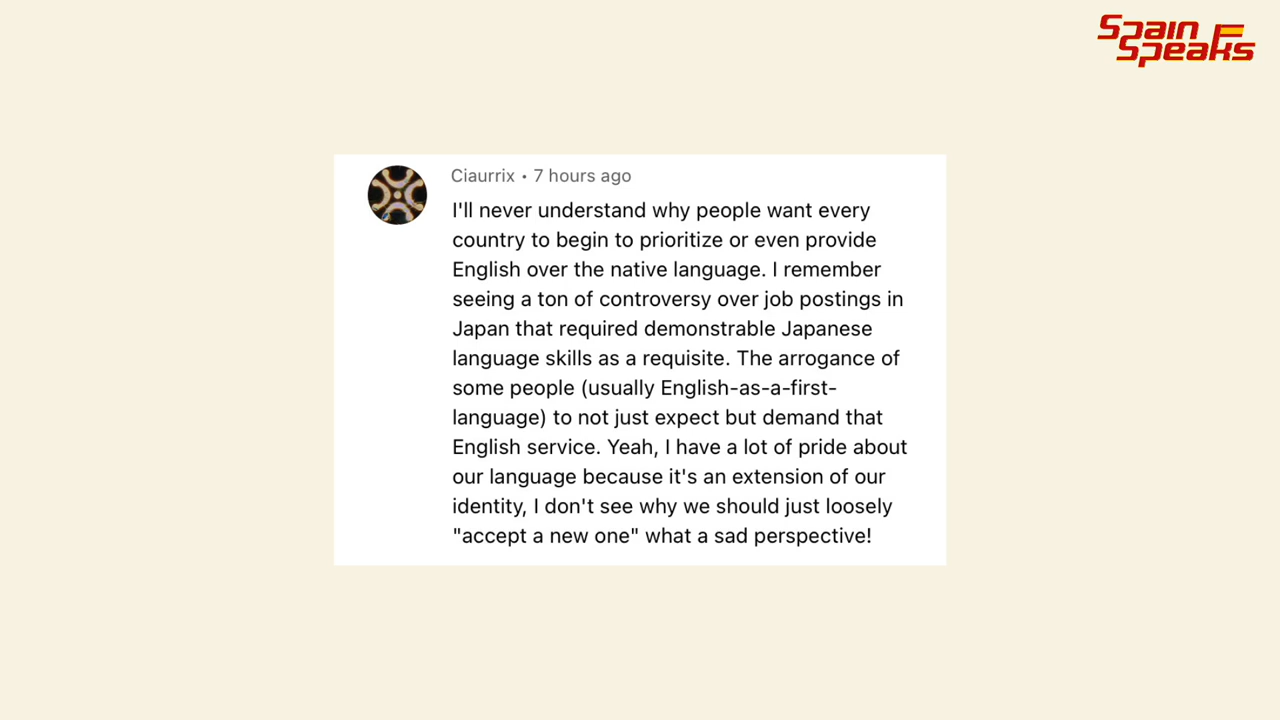 Spain
Speaks
Ciaurrix • 7 hours ago
I'll never understand why people want every
country to begin to prioritize or even provide
English over the native language. I remember
seeing a ton of controversy over job postings in
Japan that required demonstrable Japanese
language skills as a requisite. The arrogance of
some people (usually English-as-a-first-
language) to not just expect but demand that
English service. Yeah, I have a lot of pride about
our language because it's an extension of our
identity, I don't see why we should just loosely
"accept a new one" what a sad perspective!